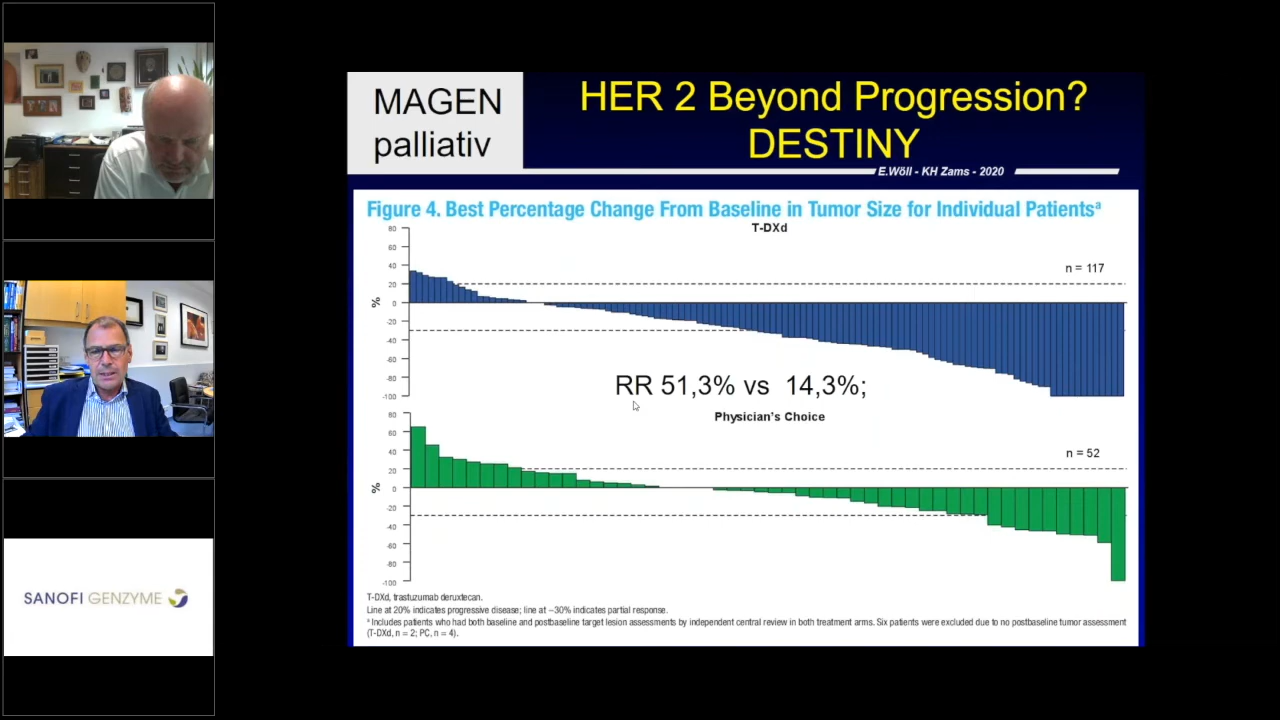 SANOFI GENZYME
MAGEN
palliativ
HER 2 Beyond Progression?
DESTINY
E.Wöll - KH Zams - 2020
Figure 4. Best Percentage Change From Baseline in Tumor Size for Individual Patientsa
T-DXd
n = 117
%
80
60
40
20
0
-20
-40
-60
-80
-100
RR 51,3% vs 14,3%;
Physician's Choice
n = 52
%
80
60
40
20
0
-20
-40
-60
-80
-100
T-DXd, trastuzumab deruxtecan.
Line at 20% indicates progressive disease; line at –30% indicates partial response.
a Includes patients who had both baseline and postbaseline target lesion assessments by independent central review in both treatment arms. Six patients were excluded due to no postbaseline tumor assessment
(T-DXd, n = 2; PC, n = 4).